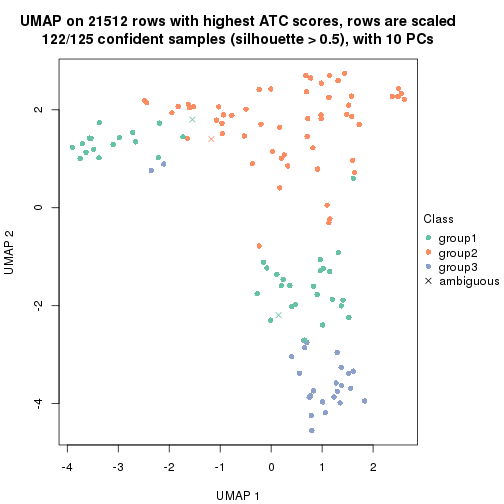 UMAP on 21512 rows with highest ATC scores, rows are scaled
122/125 confident samples (silhouette > 0.5), with 10 PCs
2
0
-2
-4
UMAP 2
-4 -3 -2 -1 0 1 2
UMAP 1
Class
group1
group2
group3
ambiguous